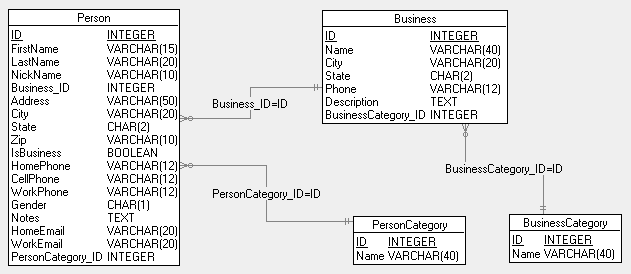 Person
ID INTEGER
FirstName VARCHAR(15)
LastName VARCHAR(20)
NickName VARCHAR(10)
Business_ID INTEGER
Address VARCHAR(50)
City VARCHAR(20)
State CHAR(2)
Zip VARCHAR(10)
IsBusiness BOOLEAN
HomePhone VARCHAR(12)
CellPhone VARCHAR(12)
WorkPhone VARCHAR(12)
Gender CHAR(1)
Notes TEXT
HomeEmail VARCHAR(20)
WorkEmail VARCHAR(20)
PersonCategory_ID INTEGER
Business_ID=ID
PersonCategory_ID=ID
Business
ID INTEGER
Name VARCHAR(40)
City VARCHAR(20)
State CHAR(2)
Phone VARCHAR(12)
Description TEXT
BusinessCategory_ID INTEGER
BusinessCategory_ID=ID
PersonCategory
ID INTEGER
Name VARCHAR(40)
BusinessCategory
ID INTEGER
Name VARCHAR(40)